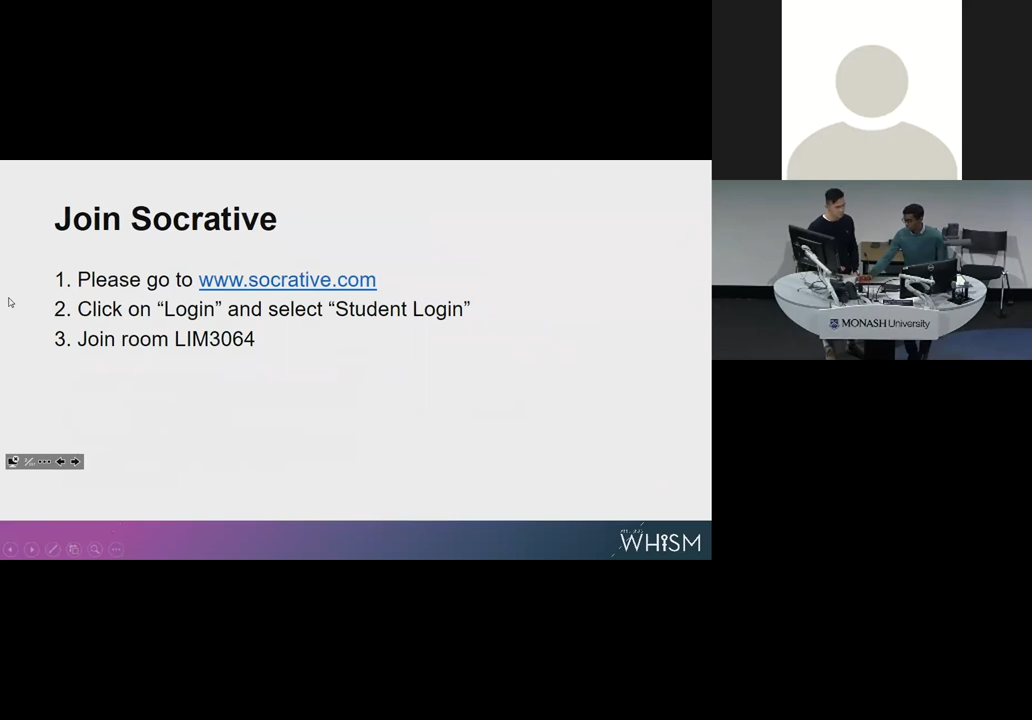 Join Socrative
1. Please go to www.socrative.com
2. Click on “Login” and select “Student Login”
3. Join room LIM3064
MONASH University
WHISM